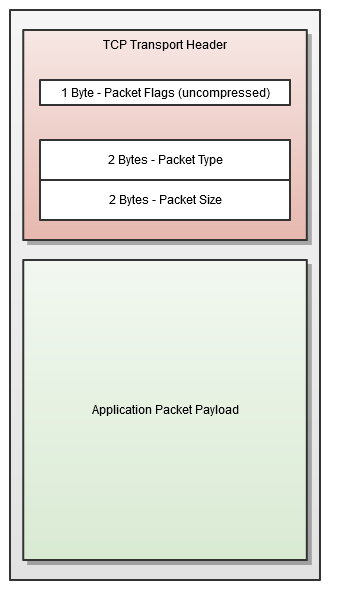 TCP Transport Header
1 Byte - Packet Flags (uncompressed)
2 Bytes - Packet Type
2 Bytes - Packet Size
Application Packet Payload